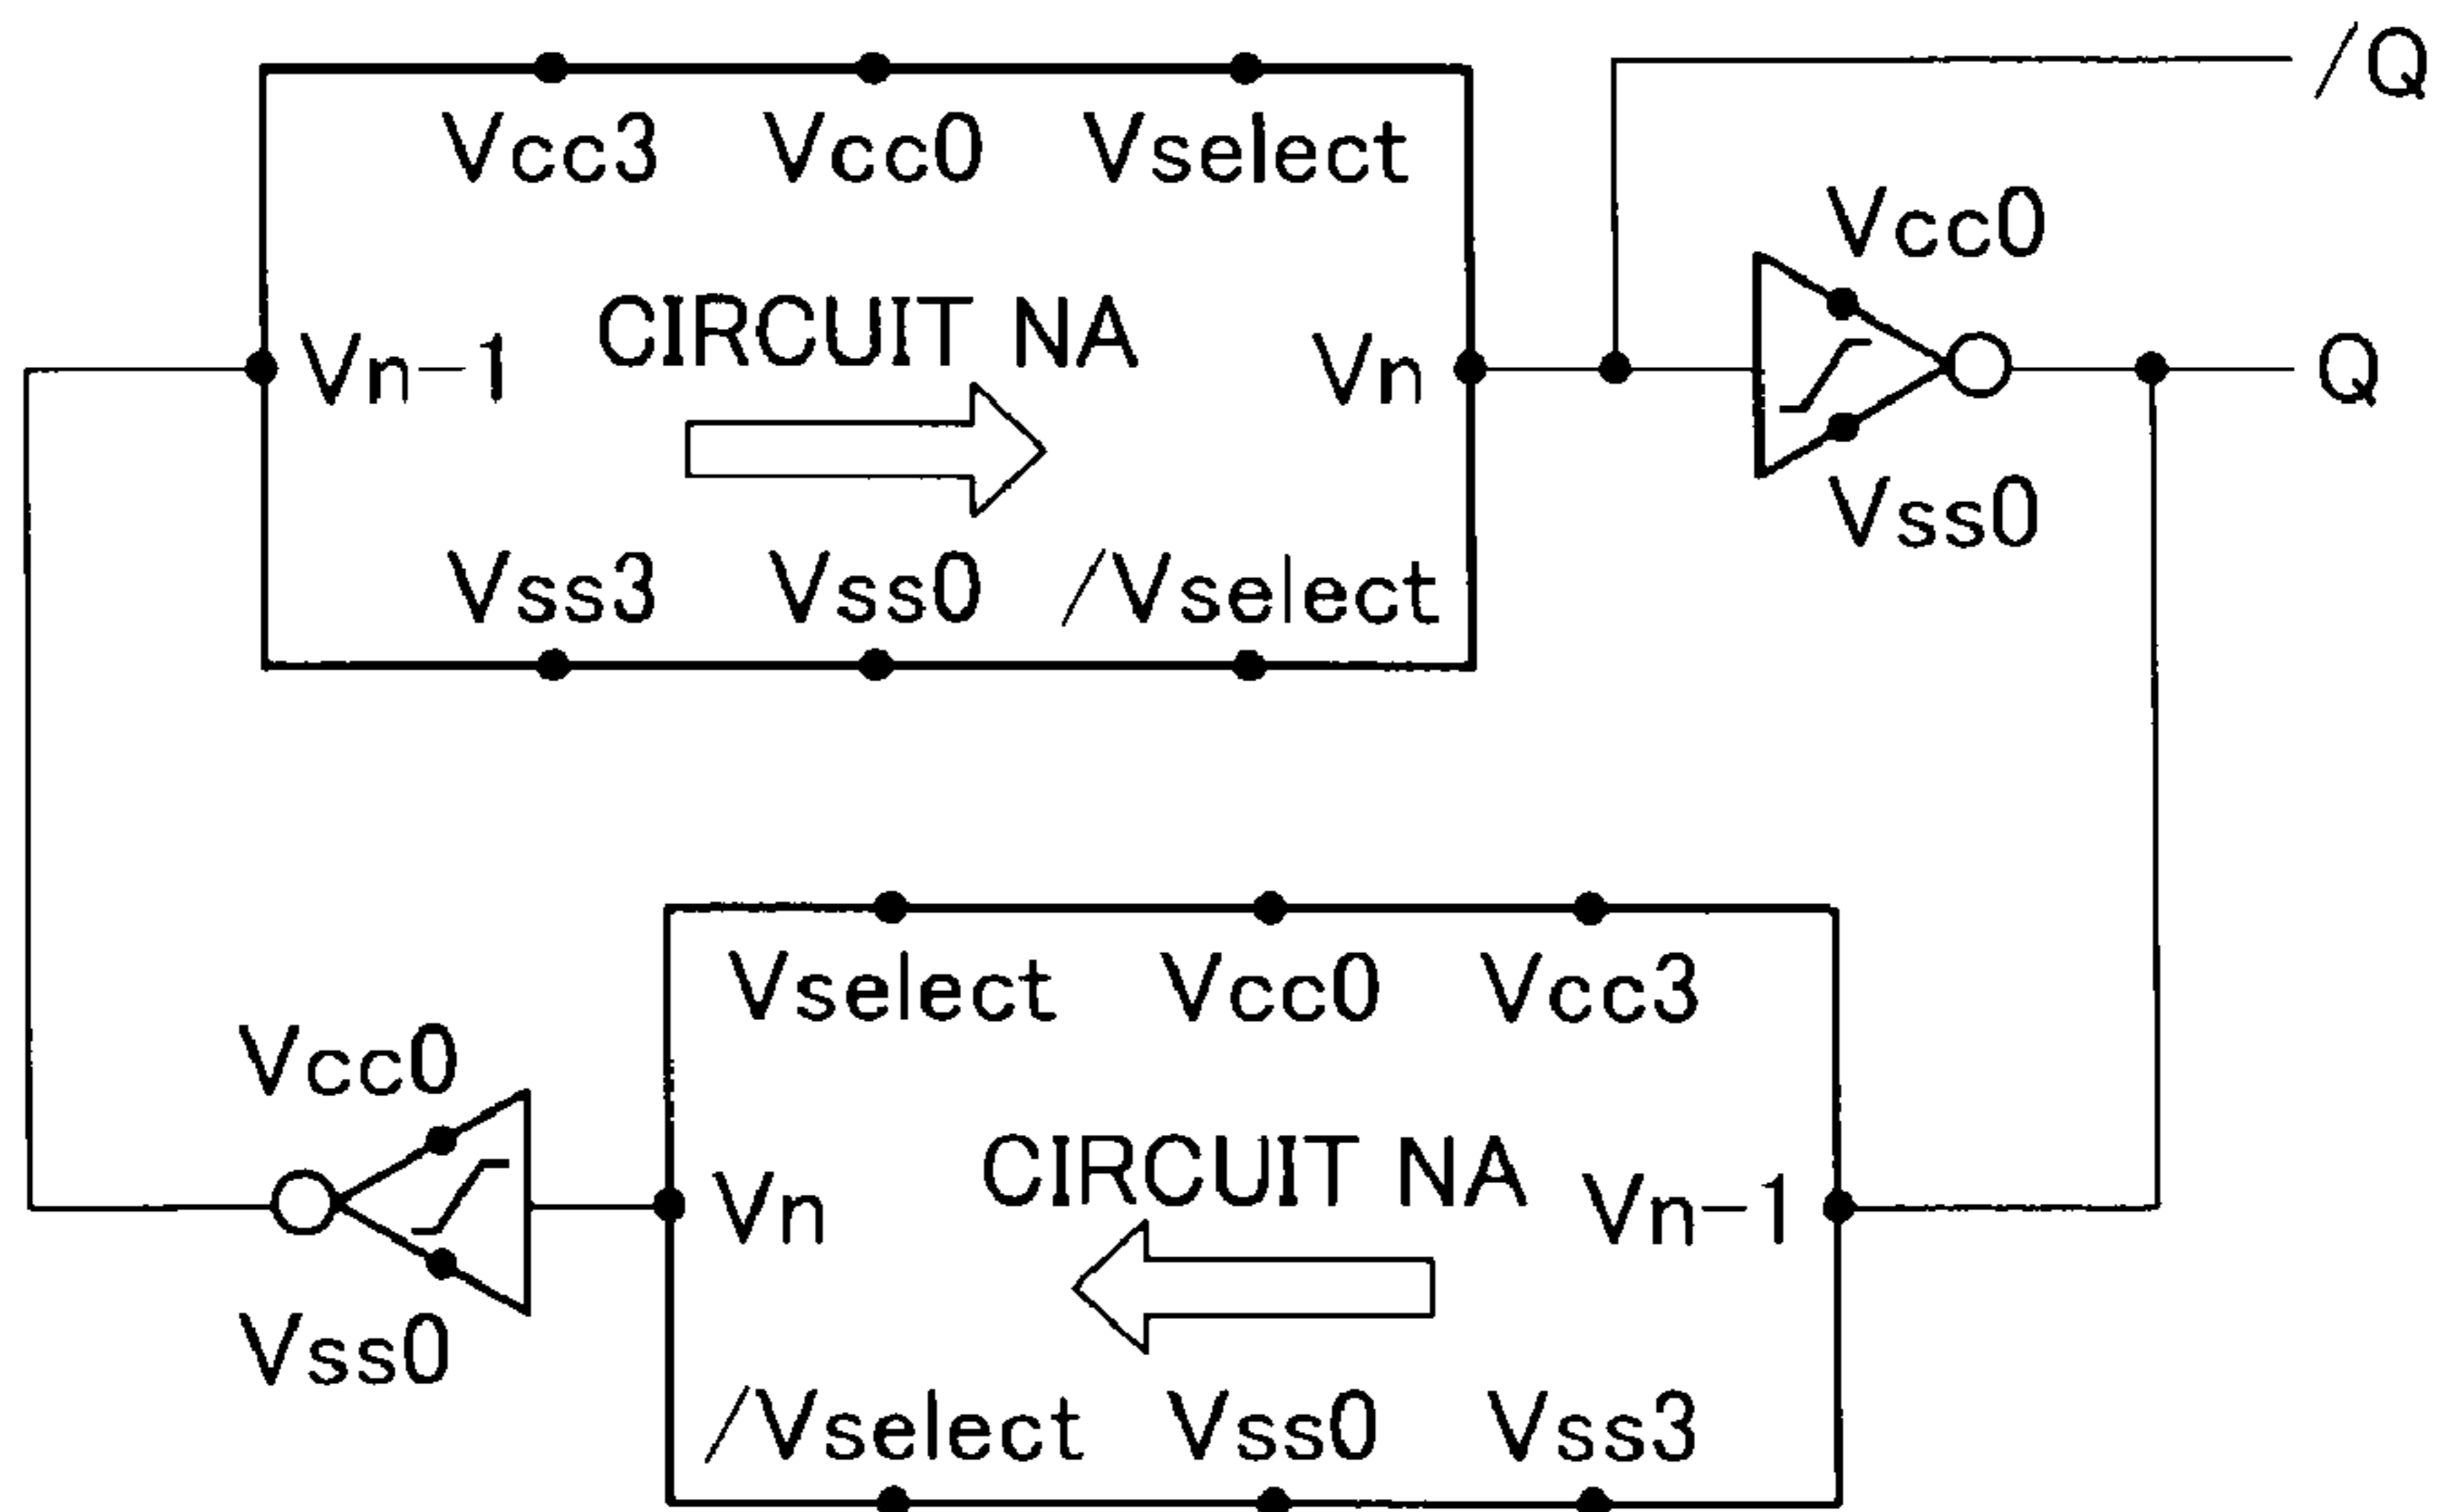 /Q
Vcc3 Vcc0 Vselect
Vcc0
Vn-1 CIRCUIT NA Vn
Q
Vss0
Vss3 Vss0 /Vselect
Vselect Vcc0 Vcc3
Vcc0
Vn CIRCUIT NA Vn-1
Vss0
/Vselect Vss0 Vss3